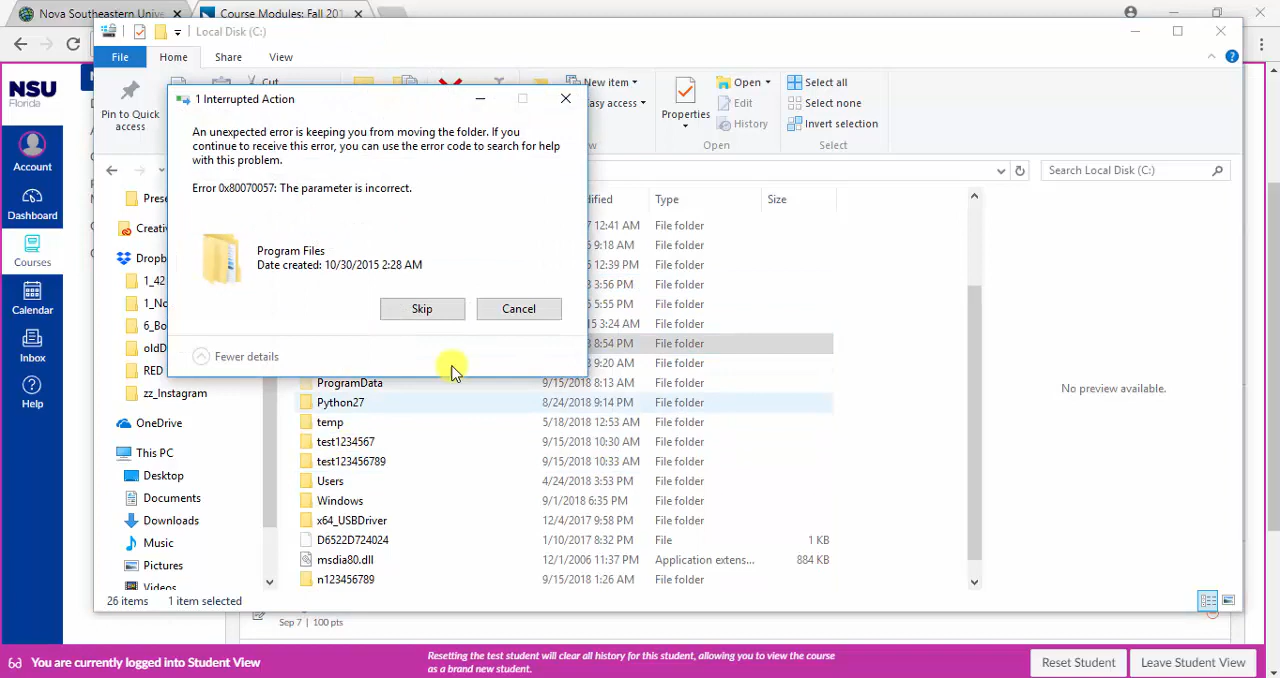 Nova Southeastern Unive
Course Modules: Fall 201
Local Disk (C:)
File
Home
Share
View
Pin to Quick
access
Cut
New item
Easy access
Properties
Open
Edit
History
Open
Select all
Select none
Invert selection
Select
Search Local Disk (C:)
NSU
Florida
Account
Dashboard
Courses
Calendar
Inbox
Help
1 Interrupted Action
An unexpected error is keeping you from moving the folder. If you
continue to receive this error, you can use the error code to search for help
with this problem.
Error 0x80070057: The parameter is incorrect.
Program Files
Date created: 10/30/2015 2:28 AM
Skip
Cancel
Fewer details
Prese
Creativ
Dropb
1_42
1_No
6_Bo
oldD
RED
zz_Instagram
OneDrive
This PC
Desktop
Documents
Downloads
Music
Pictures
Videos
dified Type Size
7 12:41 AM File folder
6 9:18 AM File folder
6 12:39 PM File folder
8 3:56 PM File folder
6 5:55 PM File folder
15 3:24 AM File folder
8 8:54 PM File folder
8 9:20 AM File folder
ProgramData 9/15/2018 8:13 AM File folder
Python27 8/24/2018 9:14 PM File folder
temp 5/18/2018 12:53 AM File folder
test1234567 9/15/2018 10:30 AM File folder
test123456789 9/15/2018 10:33 AM File folder
Users 4/24/2018 3:53 PM File folder
Windows 9/1/2018 6:35 PM File folder
x64_USBDriver 12/4/2017 9:58 PM File folder
D6522D724024 1/10/2017 8:32 PM File 1 KB
msdia80.dll 12/1/2006 11:37 PM Application extens... 884 KB
n123456789 9/15/2018 1:26 AM File folder
No preview available.
26 items 1 item selected
Sep 7 | 100 pts
You are currently logged into Student View
Resetting the test student will clear all history for this student, allowing you to view the course
as a brand new student.
Reset Student
Leave Student View